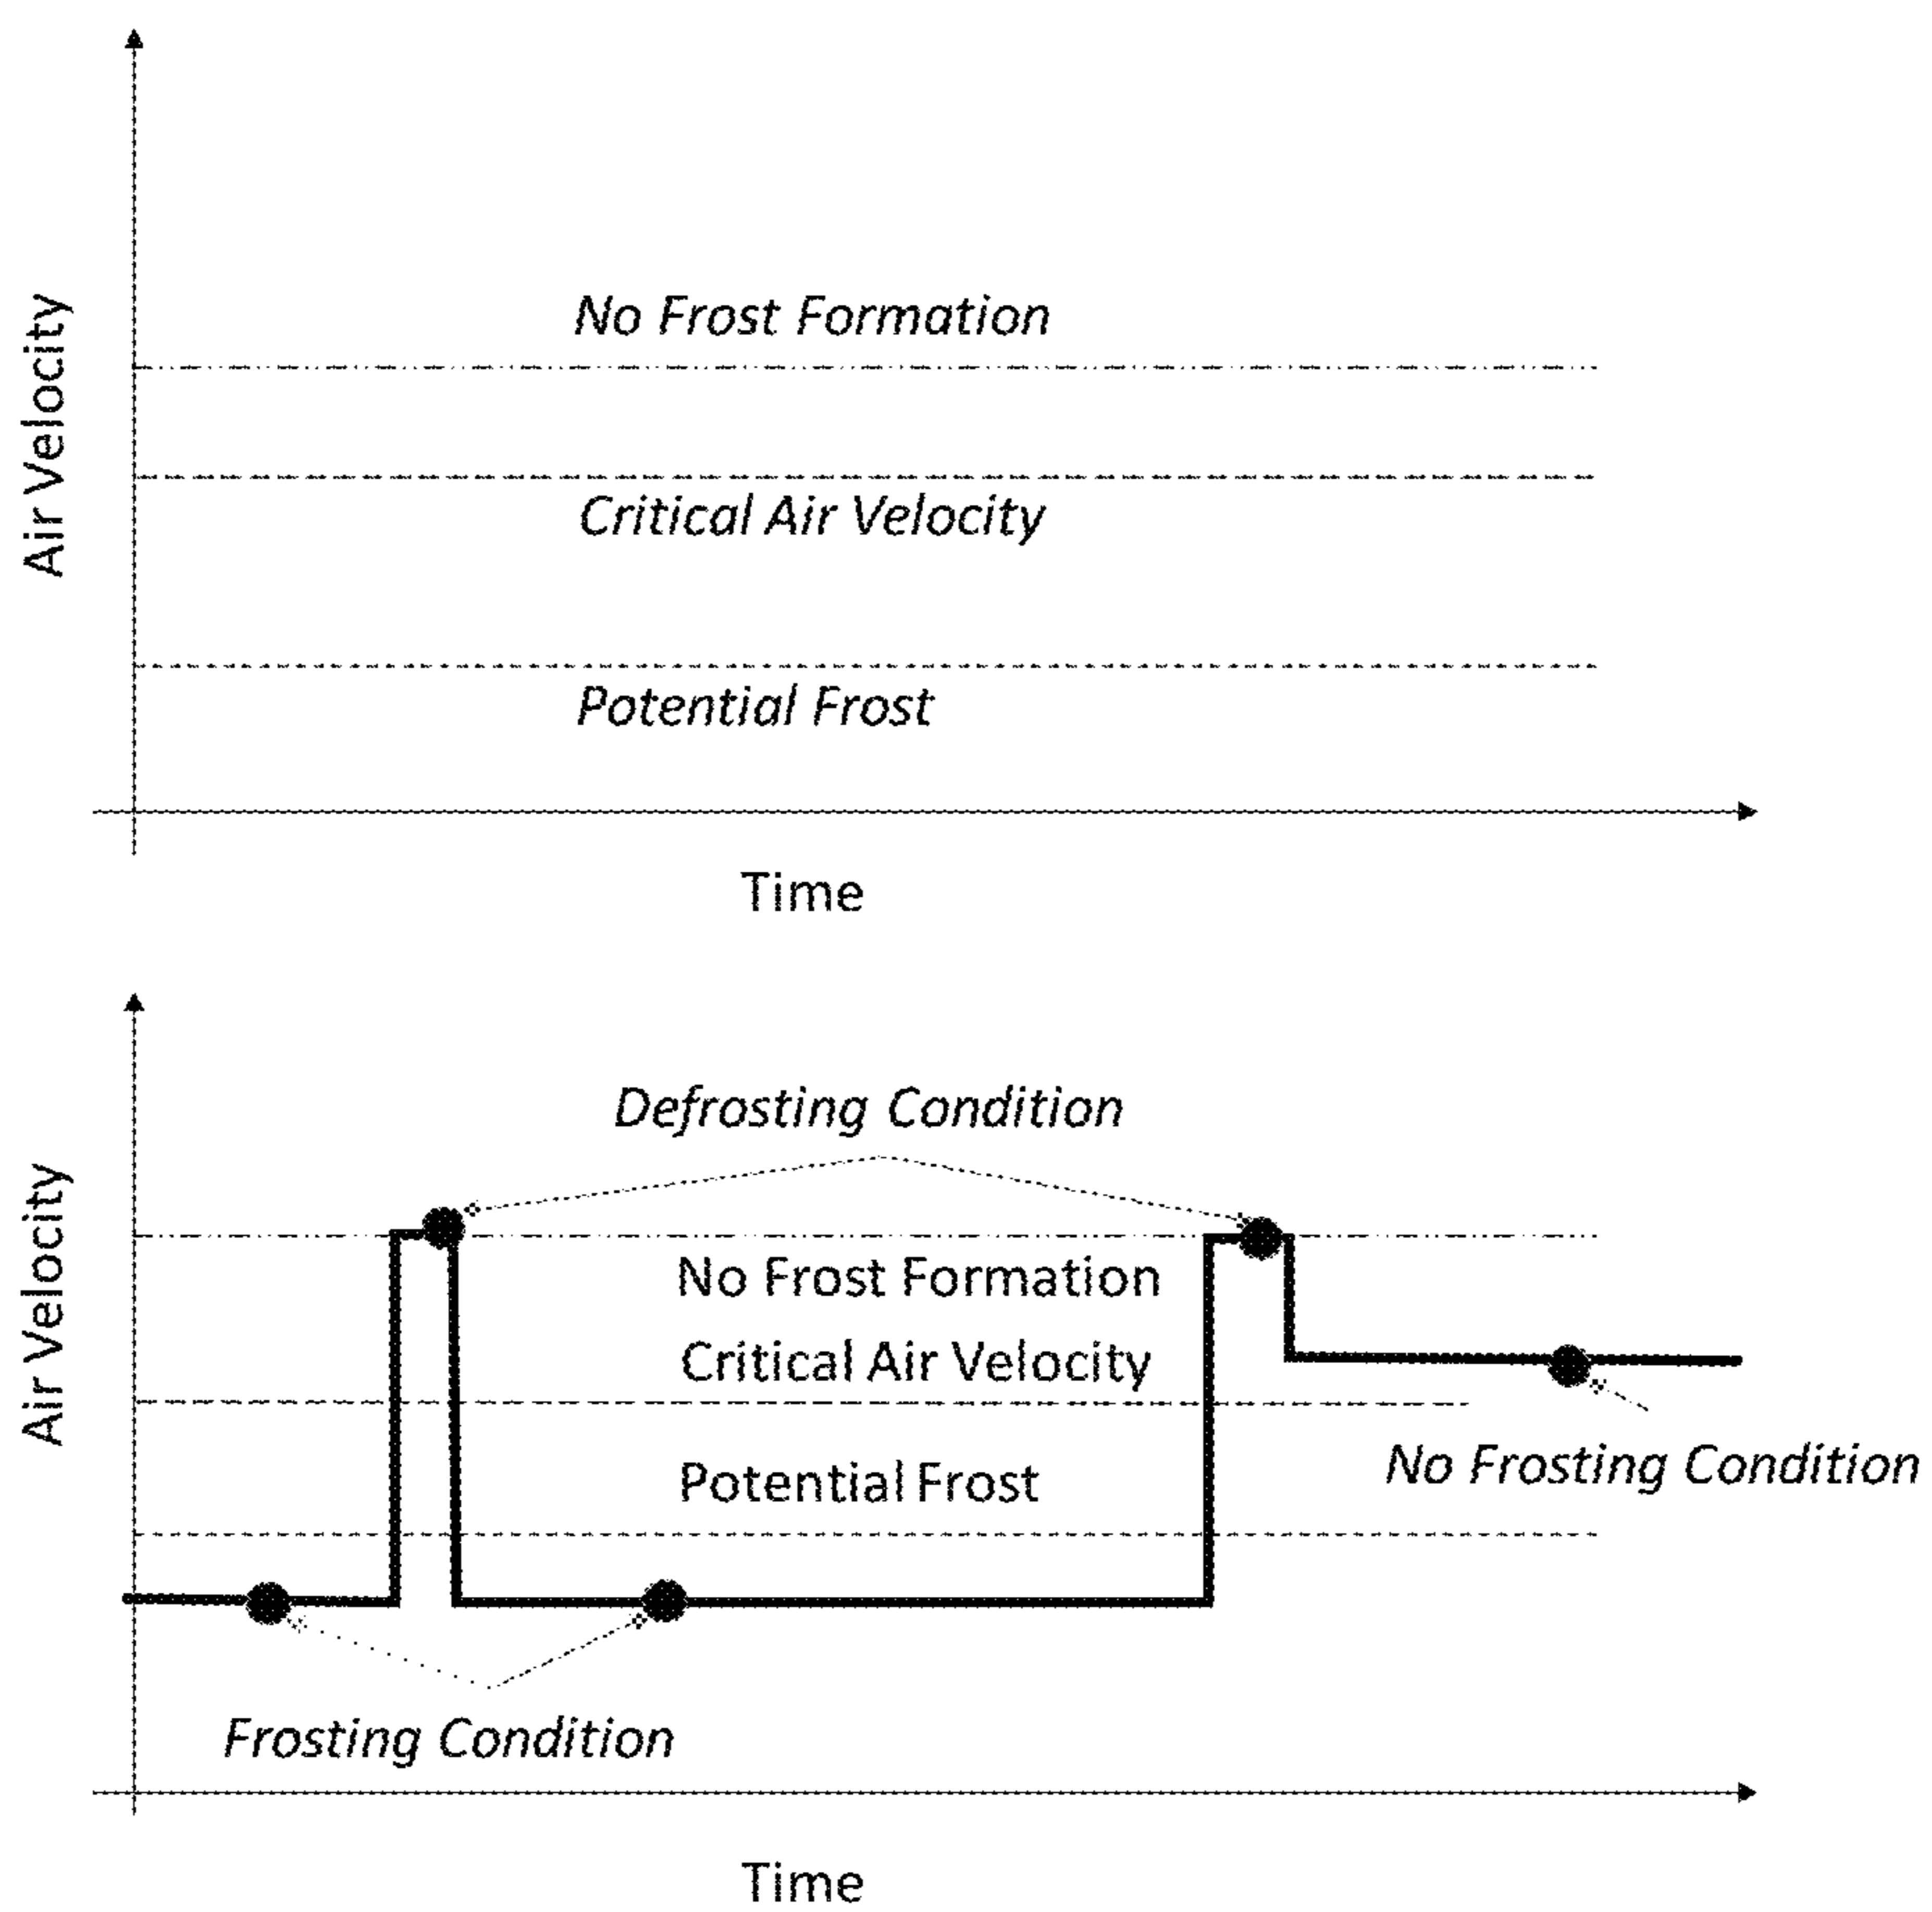 Air Velocity
No Frost Formation
Critical Air Velocity
Potential Frost
Time
Air Velocity
Defrosting Condition
No Frost Formation
Critical Air Velocity
Potential Frost
No Frosting Condition
Frosting Condition
Time